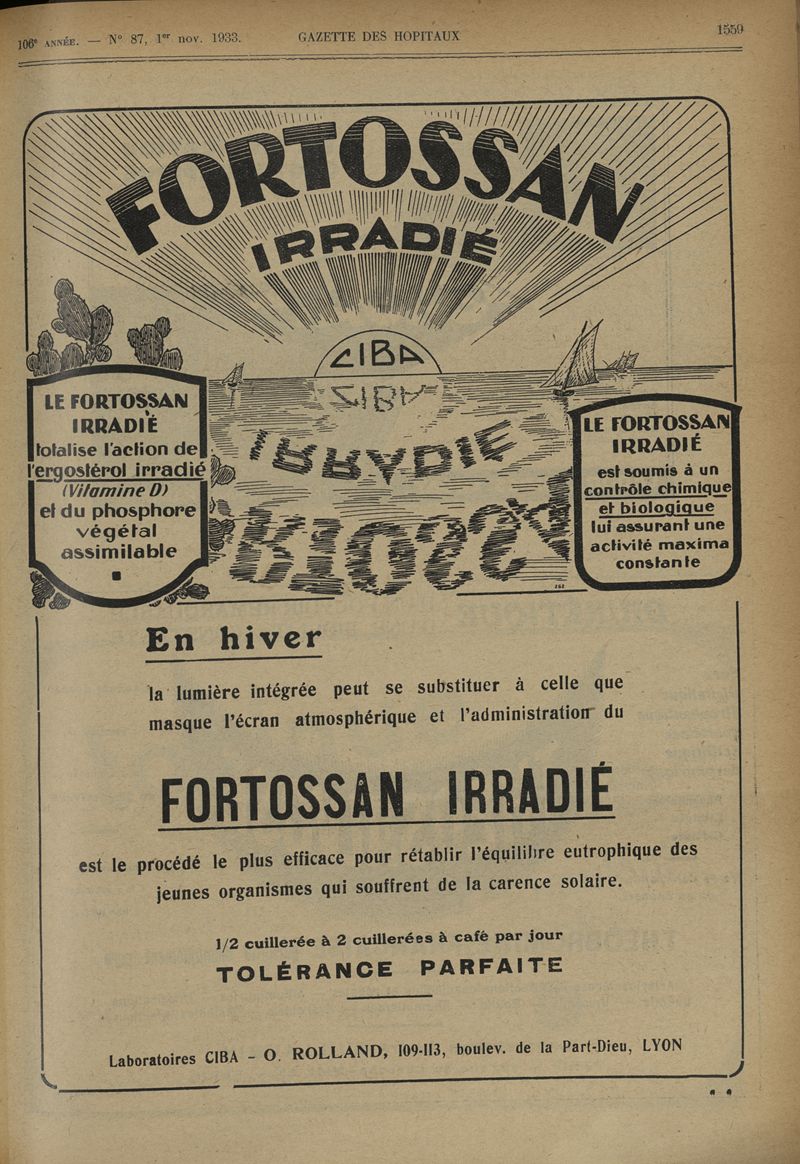 106e ANNÉE. — No 87, 1er nov. 1933. GAZETTE DES HOPITAUX 1559
FORTOSSAN
IRRADIÉ
CIBA
CIBA
IRRADIÉ
LE FORTOSSAN
IRRADIÉ
totalise l'action de
l'ergostérol irradié
(Vitamine D)
et du phosphore
végétal
assimilable
LE FORTOSSAN
IRRADIÉ
est soumis à un
contrôle chimique
et biologique
lui assurant une
activité maxima
constante
En hiver
la lumière intégrée peut se substituer à celle que
masque l'écran atmosphérique et l'administration du
FORTOSSAN IRRADIÉ
est le procédé le plus efficace pour rétablir l'équilibre eutrophique des
jeunes organismes qui souffrent de la carence solaire.
1/2 cuillerée à 2 cuillerées à café par jour
TOLÉRANCE PARFAITE
Laboratoires CIBA - O. ROLLAND, 109-113, boulev. de la Part-Dieu, LYON